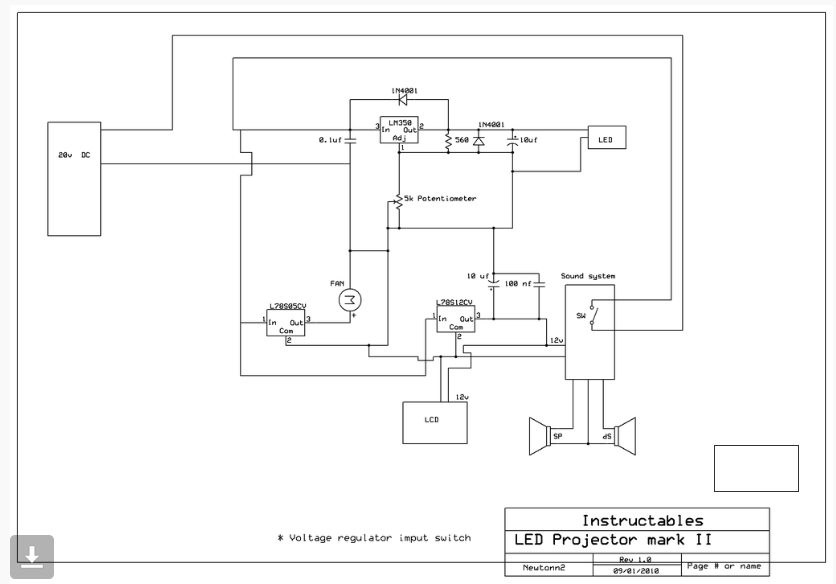 1N4001
LM350
3 In Out 2
Adj
1
0.1uf
560
1N4001
10uf
LED
20v DC
5k Potentiometer
FAN
M
+
10 uf
+
100 nf
Sound system
SW
L78S05CV
1 In Out 3
Com
2
L78S12CV
1 In Out 3
Com
2
12v
12v
LCD
SP
SP
* Voltage regulator imput switch
Instructables
LED Projector mark II
Neutonn2
Rev 1.0
09/01/2010
Page # or name